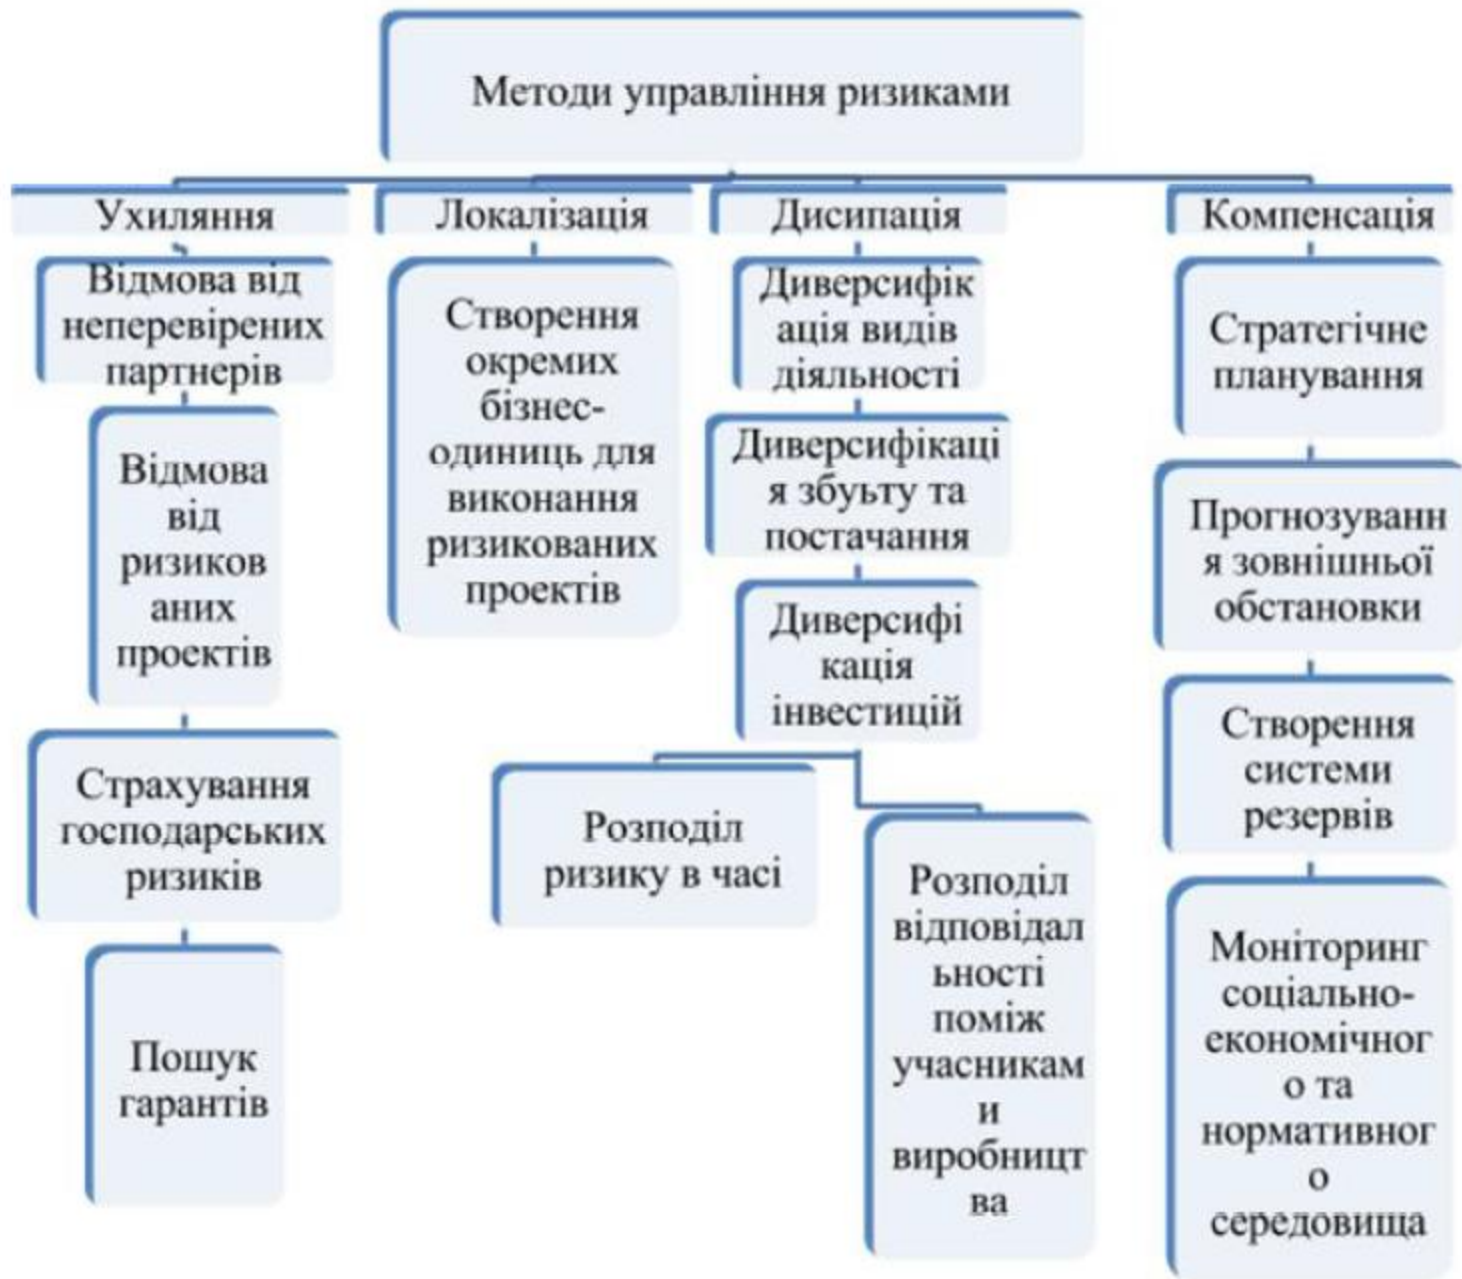 Методи управління ризиками
Ухиляння
Локалізація
Дисипація
Компенсація
Відмова від
неперевірених
партнерів
Відмова
від
ризиков
аних
проектів
Страхування
господарських
ризиків
Пошук
гарантів
Створення
окремих
бізнес-
одиниць для
виконання
ризикованих
проектів
Диверсифік
ація видів
діяльності
Диверсифікаці
я збуьту та
постачання
Диверсифі
кація
інвестицій
Розподіл
ризику в часі
Розподіл
відповідал
ьності
поміж
учасникам
и
виробницт
ва
Стратегічне
планування
Прогнозуванн
я зовнішньої
обстановки
Створення
системи
резервів
Моніторинг
соціально-
економічног
о та
нормативног
о
середовища